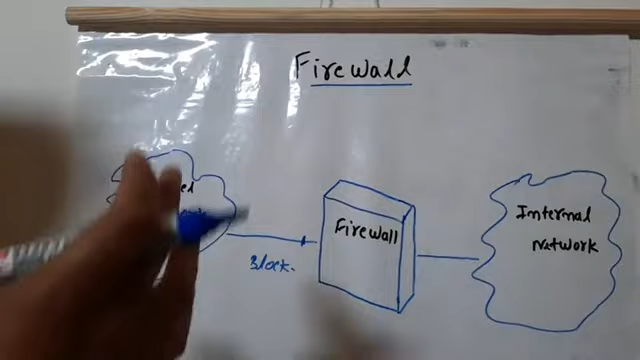 Firewall
Firewall
Block.
Internal
Network